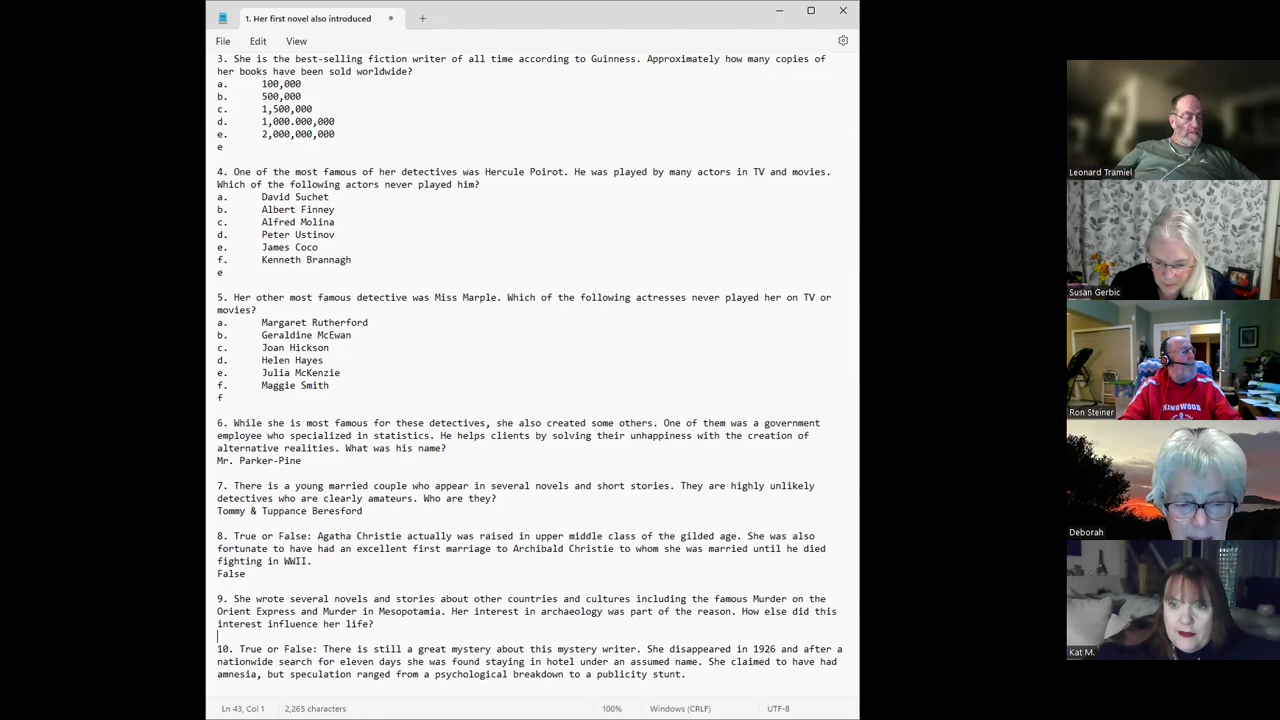 1. Her first novel also introduced
File Edit View
3. She is the best-selling fiction writer of all time according to Guinness. Approximately how many copies of
her books have been sold worldwide?
a. 100,000
b. 500,000
c. 1,500,000
d. 1,000.000,000
e. 2,000,000,000
e
4. One of the most famous of her detectives was Hercule Poirot. He was played by many actors in TV and movies.
Which of the following actors never played him?
a. David Suchet
b. Albert Finney
c. Alfred Molina
d. Peter Ustinov
e. James Coco
f. Kenneth Brannagh
e
5. Her other most famous detective was Miss Marple. Which of the following actresses never played her on TV or
movies?
a. Margaret Rutherford
b. Geraldine McEwan
c. Joan Hickson
d. Helen Hayes
e. Julia McKenzie
f. Maggie Smith
f
6. While she is most famous for these detectives, she also created some others. One of them was a government
employee who specialized in statistics. He helps clients by solving their unhappiness with the creation of
alternative realities. What was his name?
Mr. Parker-Pine
7. There is a young married couple who appear in several novels and short stories. They are highly unlikely
detectives who are clearly amateurs. Who are they?
Tommy & Tuppance Beresford
8. True or False: Agatha Christie actually was raised in upper middle class of the gilded age. She was also
fortunate to have had an excellent first marriage to Archibald Christie to whom she was married until he died
fighting in WWII.
False
9. She wrote several novels and stories about other countries and cultures including the famous Murder on the
Orient Express and Murder in Mesopotamia. Her interest in archaeology was part of the reason. How else did this
interest influence her life?
10. True or False: There is still a great mystery about this mystery writer. She disappeared in 1926 and after a
nationwide search for eleven days she was found staying in hotel under an assumed name. She claimed to have had
amnesia, but speculation ranged from a psychological breakdown to a publicity stunt.
Ln 43, Col 1 2,265 characters 100% Windows (CRLF) UTF-8
Leonard Tramiel
Susan Gerbic
KINGWOOD
Ron Steiner
Deborah
Kat M.